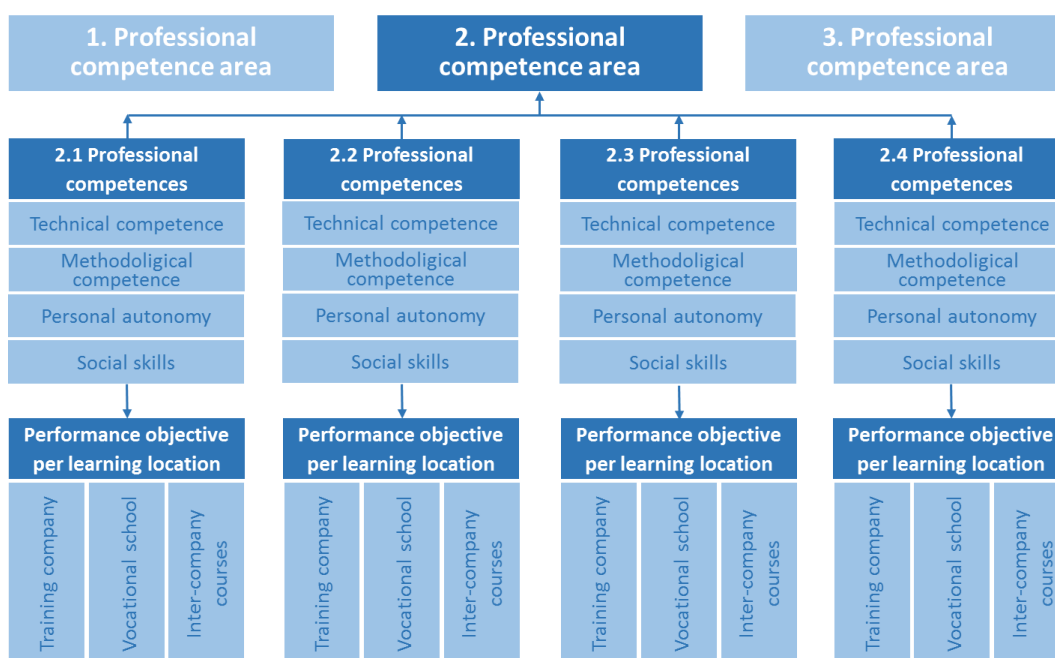 1. Professional
competence area
2. Professional
competence area
3. Professional
competence area
2.1 Professional
competences
2.2 Professional
competences
2.3 Professional
competences
2.4 Professional
competences
Technical competence
Technical competence
Technical competence
Technical competence
Methodoligical
competence
Methodoligical
competence
Methodoligical
competence
Methodoligical
competence
Personal autonomy
Personal autonomy
Personal autonomy
Personal autonomy
Social skills
Social skills
Social skills
Social skills
Performance objective
per learning location
Performance objective
per learning location
Performance objective
per learning location
Performance objective
per learning location
Training company
Vocational school
Inter-company
courses
Training company
Vocational school
Inter-company
courses
Training company
Vocational school
Inter-company
courses
Training company
Vocational school
Inter-company
courses